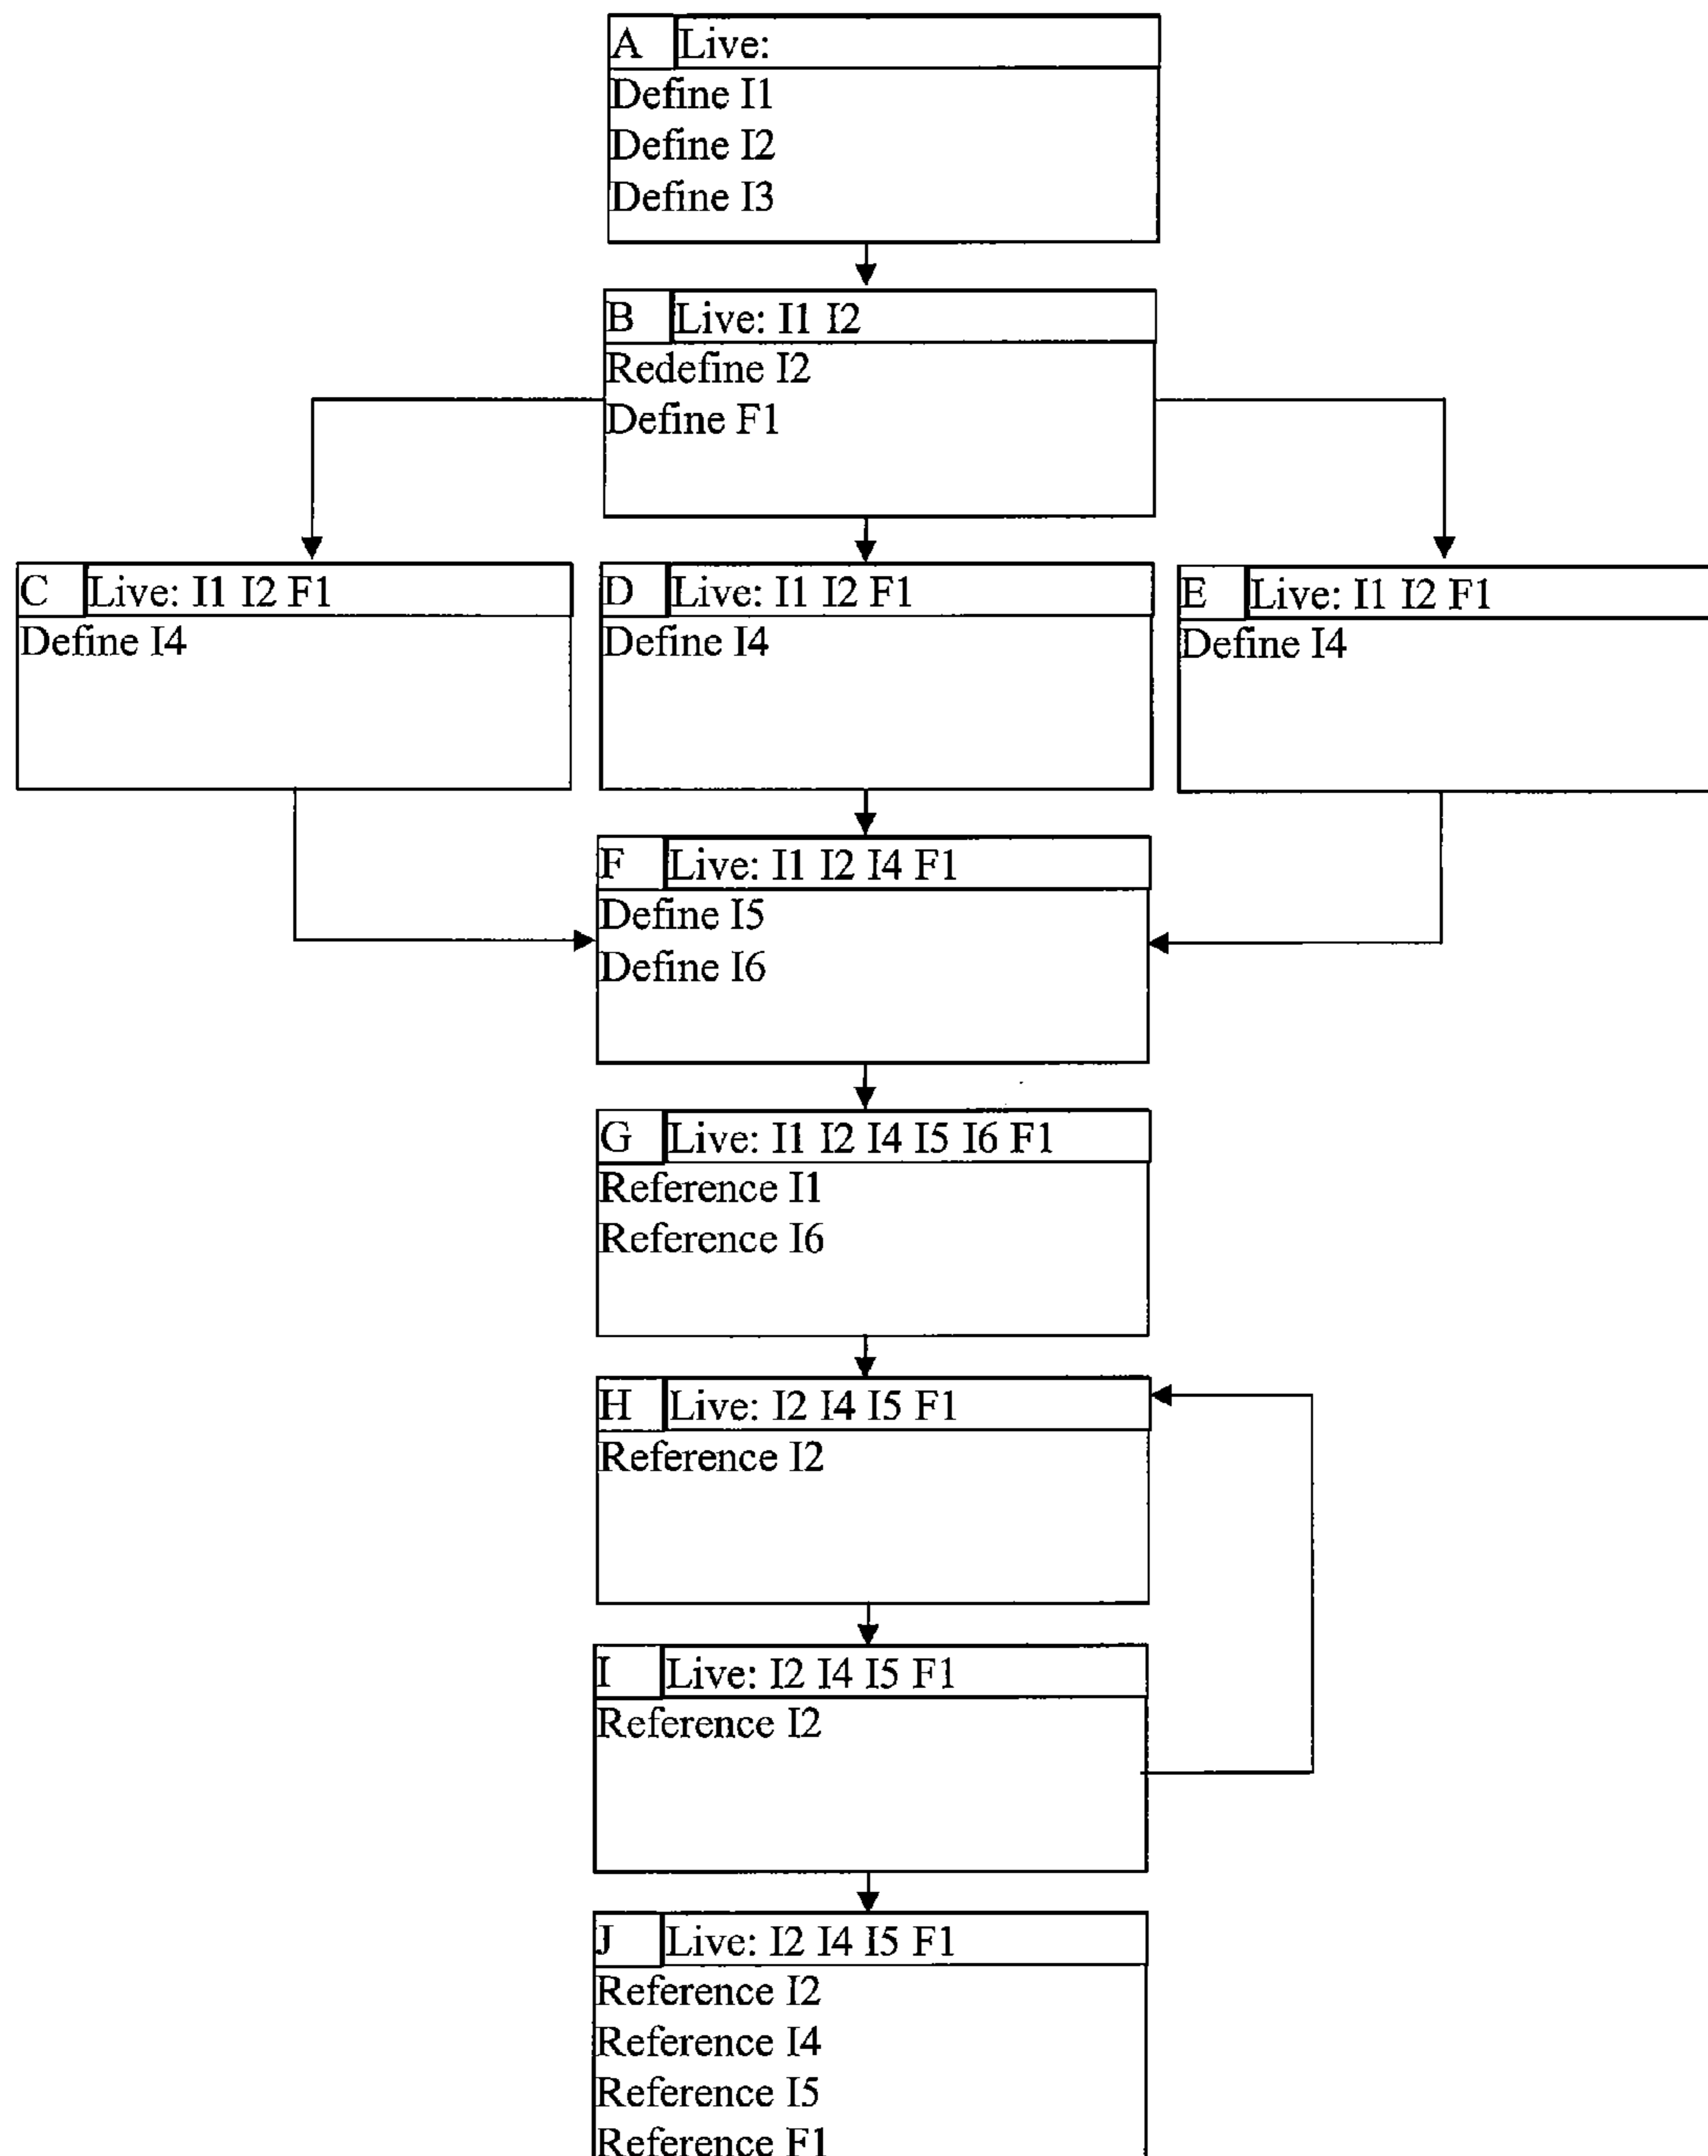 A Live:
Define I1
Define I2
Define I3
B Live: I1 I2
Redefine I2
Define F1
C Live: I1 I2 F1
Define I4
D Live: I1 I2 F1
Define I4
E Live: I1 I2 F1
Define I4
F Live: I1 I2 I4 F1
Define I5
Define I6
G Live: I1 I2 I4 I5 I6 F1
Reference I1
Reference I6
H Live: I2 I4 I5 F1
Reference I2
I Live: I2 I4 I5 F1
Reference I2
J Live: I2 I4 I5 F1
Reference I2
Reference I4
Reference I5
Reference F1